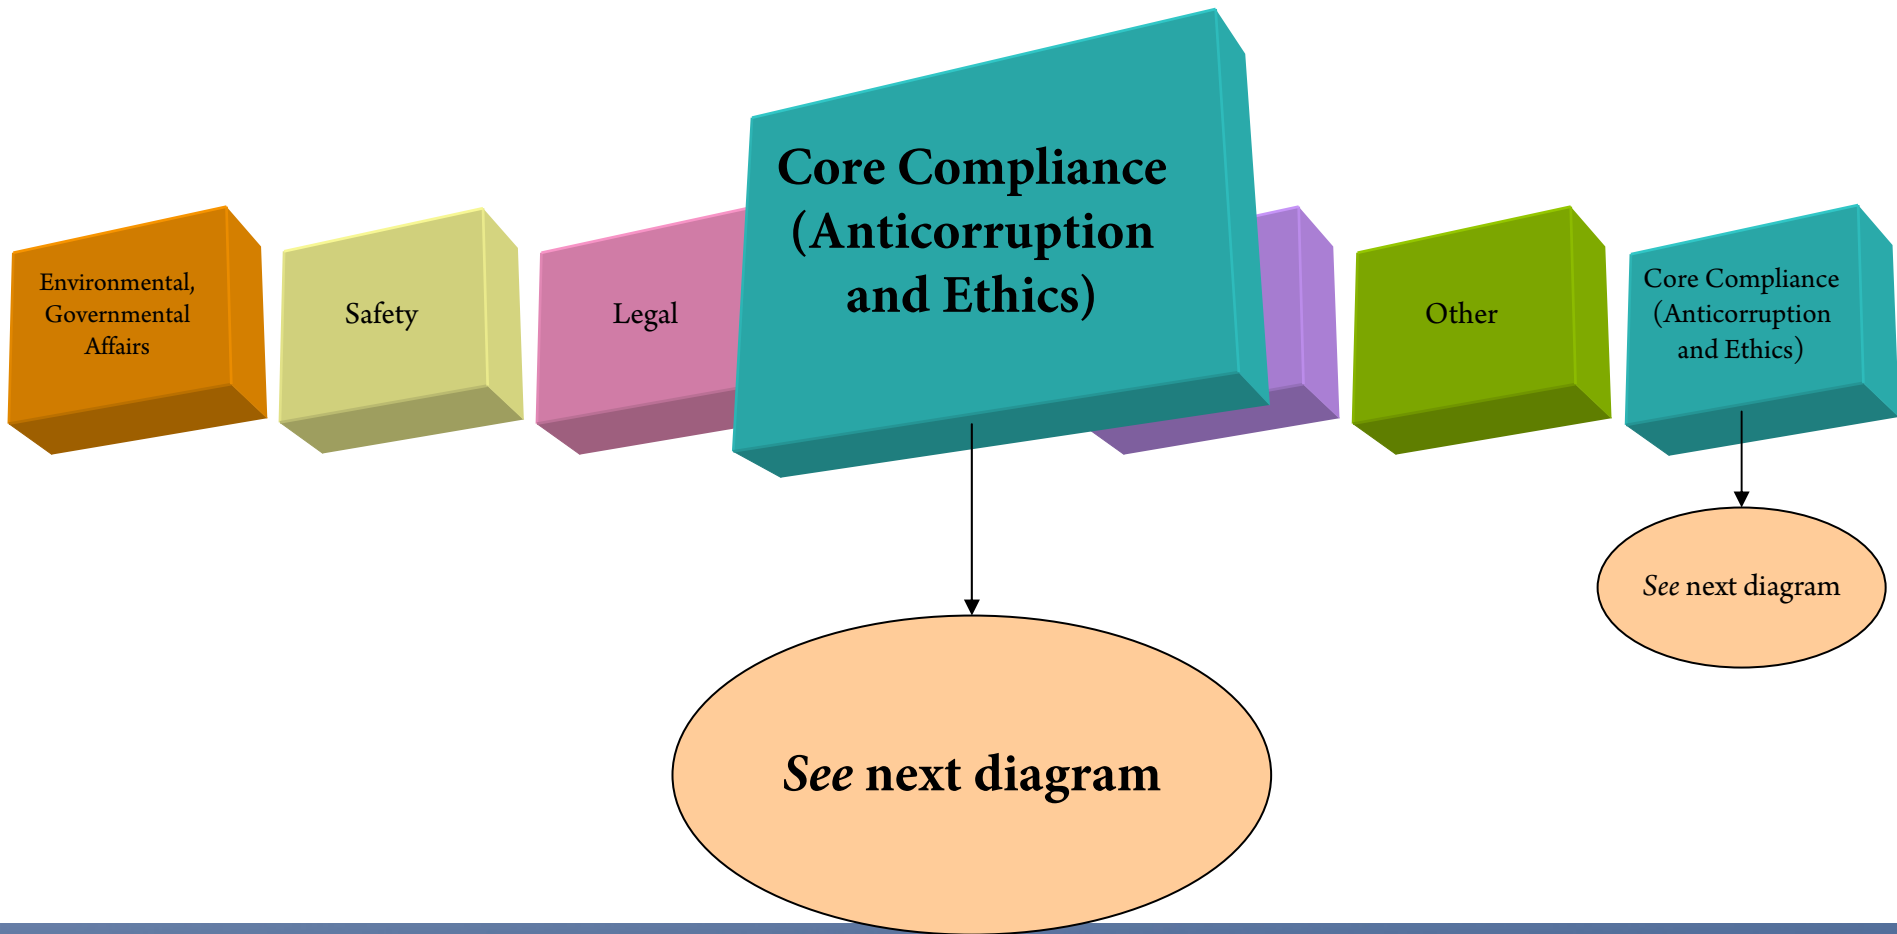 Environmental,
Governmental
Affairs
Safety
Legal
Core Compliance
(Anticorruption
and Ethics)
Other
Core Compliance
(Anticorruption
and Ethics)
See next diagram
See next diagram